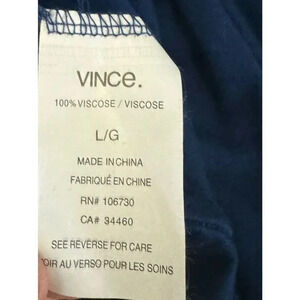 VINCE.
100% VISCOSE / VISCOSE
L/G
MADE IN CHINA
FABRIQUÉ EN CHINE
RN# 106730
CA# 34460
SEE REVERSE FOR CARE
OIR AU VERSO POUR LES SOINS